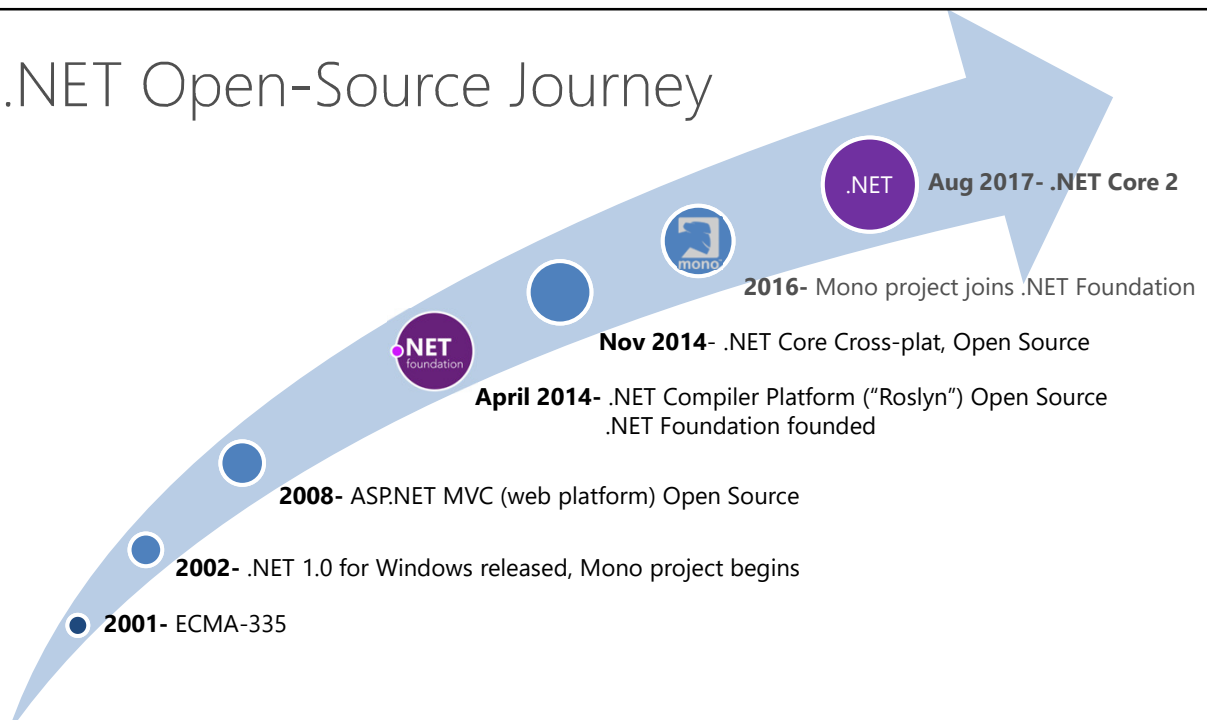 .NET Open-Source Journey
.NET
Aug 2017- .NET Core 2
mono
2016- Mono project joins .NET Foundation
Nov 2014- .NET Core Cross-plat, Open Source
.NET
foundation
April 2014- .NET Compiler Platform (“Roslyn”) Open Source
.NET Foundation founded
2008- ASP.NET MVC (web platform) Open Source
2002- .NET 1.0 for Windows released, Mono project begins
2001- ECMA-335